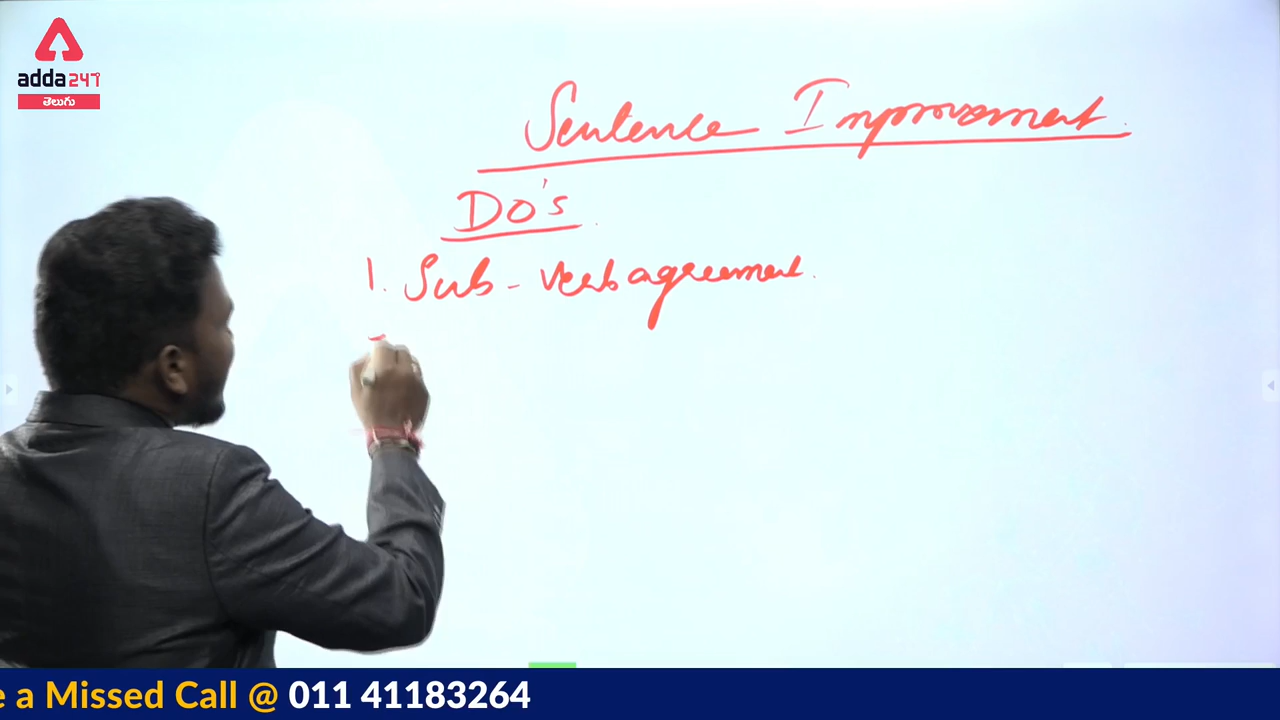 adda247
తెలుగు
Sentence Improvement.
Do's
1. Sub - Verb agreement.
e a Missed Call @ 011 41183264